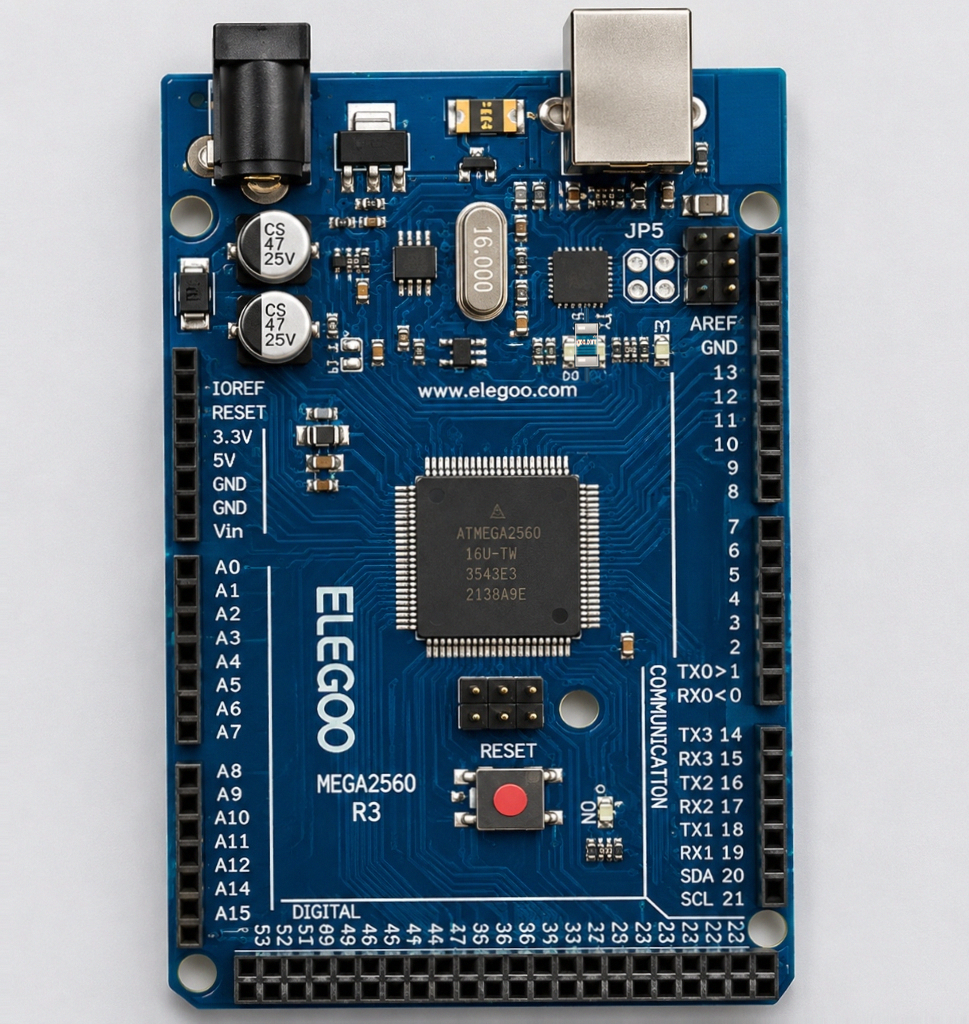 CS
47
25V
CS
47
25V
16.000
JP5
AREF
GND
13
12
11
10
9
8
7
6
5
4
3
2
TX0>1
RX0<0
TX3 14
RX3 15
TX2 16
RX2 17
TX1 18
RX1 19
SDA 20
SCL 21
www.elegoo.com
IOREF
RESET
3.3V
5V
GND
GND
Vin
A0
A1
A2
A3
A4
A5
A6
A7
A8
A9
A10
A11
A12
A14
A15
ATMEGA2560
16U-TW
3543E3
2138A9E
ELEGOO
MEGA2560
R3
RESET
ON
COMMUNICATTON
DIGITAL
53
52